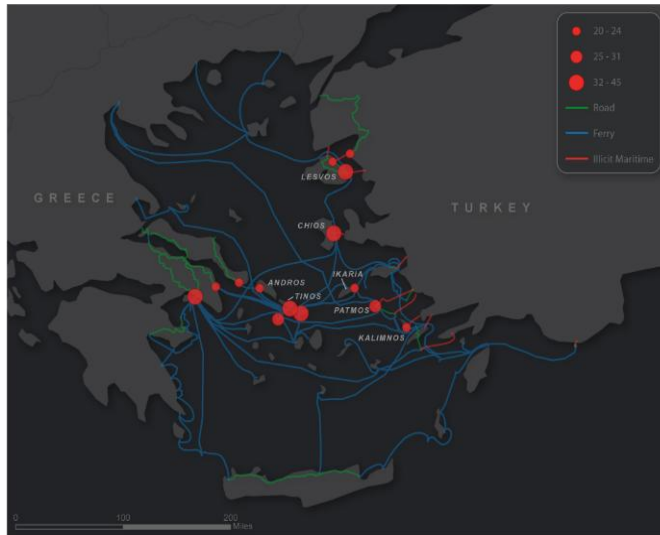 20 - 24
25 - 31
32 - 45
Road
Ferry
Illicit Maritime
LESVOS
GREECE
TURKEY
CHIOS
IKARIA
ANDROS
TINOS
PATMOS
KALIMNOS
0 100 200
Miles